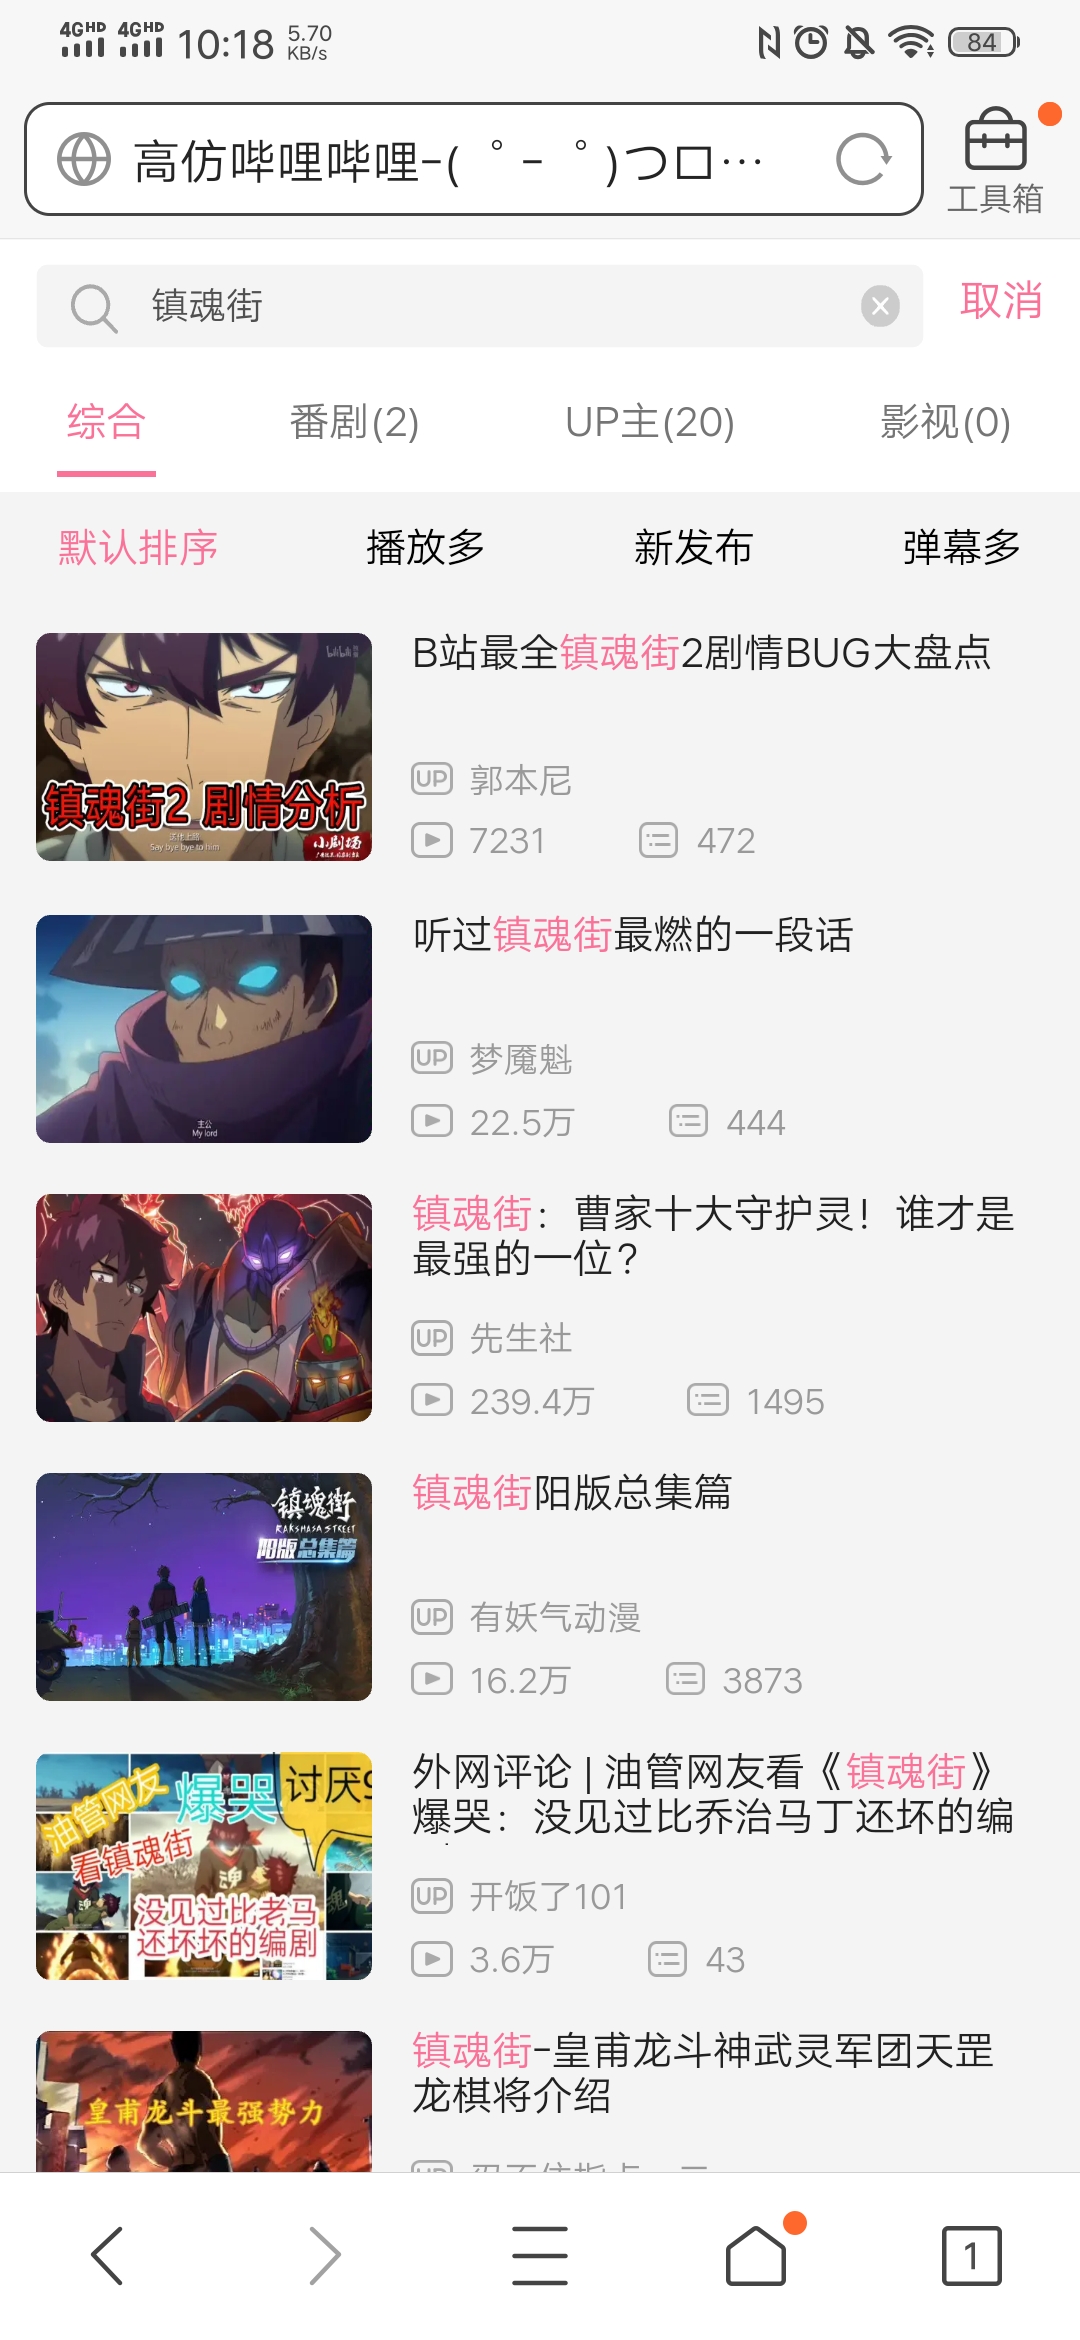 4GHD 4GHD 10:18 5.70 KB/s 84
高仿哔哩哔哩-( ゜- ゜)つロ…
工具箱
镇魂街
取消
综合 番剧(2) UP主(20) 影视(0)
默认排序 播放多 新发布 弹幕多
bilibili
镇魂街2 剧情分析
Say bye bye to him
小剧场
B站最全镇魂街2剧情BUG大盘点
UP 郭本尼
7231 472
主公
My lord
听过镇魂街最燃的一段话
UP 梦魇魁
22.5万 444
镇魂街：曹家十大守护灵！谁才是
最强的一位？
UP 先生社
239.4万 1495
镇魂街
RAKSHASA STREET
阳版总集篇
镇魂街阳版总集篇
UP 有妖气动漫
16.2万 3873
油管网友 爆哭 讨厌
看镇魂街
魂
没见过比老马
还坏坏的编剧
外网评论 | 油管网友看《镇魂街》
爆哭：没见过比乔治马丁还坏的编
UP 开饭了101
3.6万 43
皇甫龙斗最强势力
镇魂街-皇甫龙斗神武灵军团天罡
龙棋将介绍
1